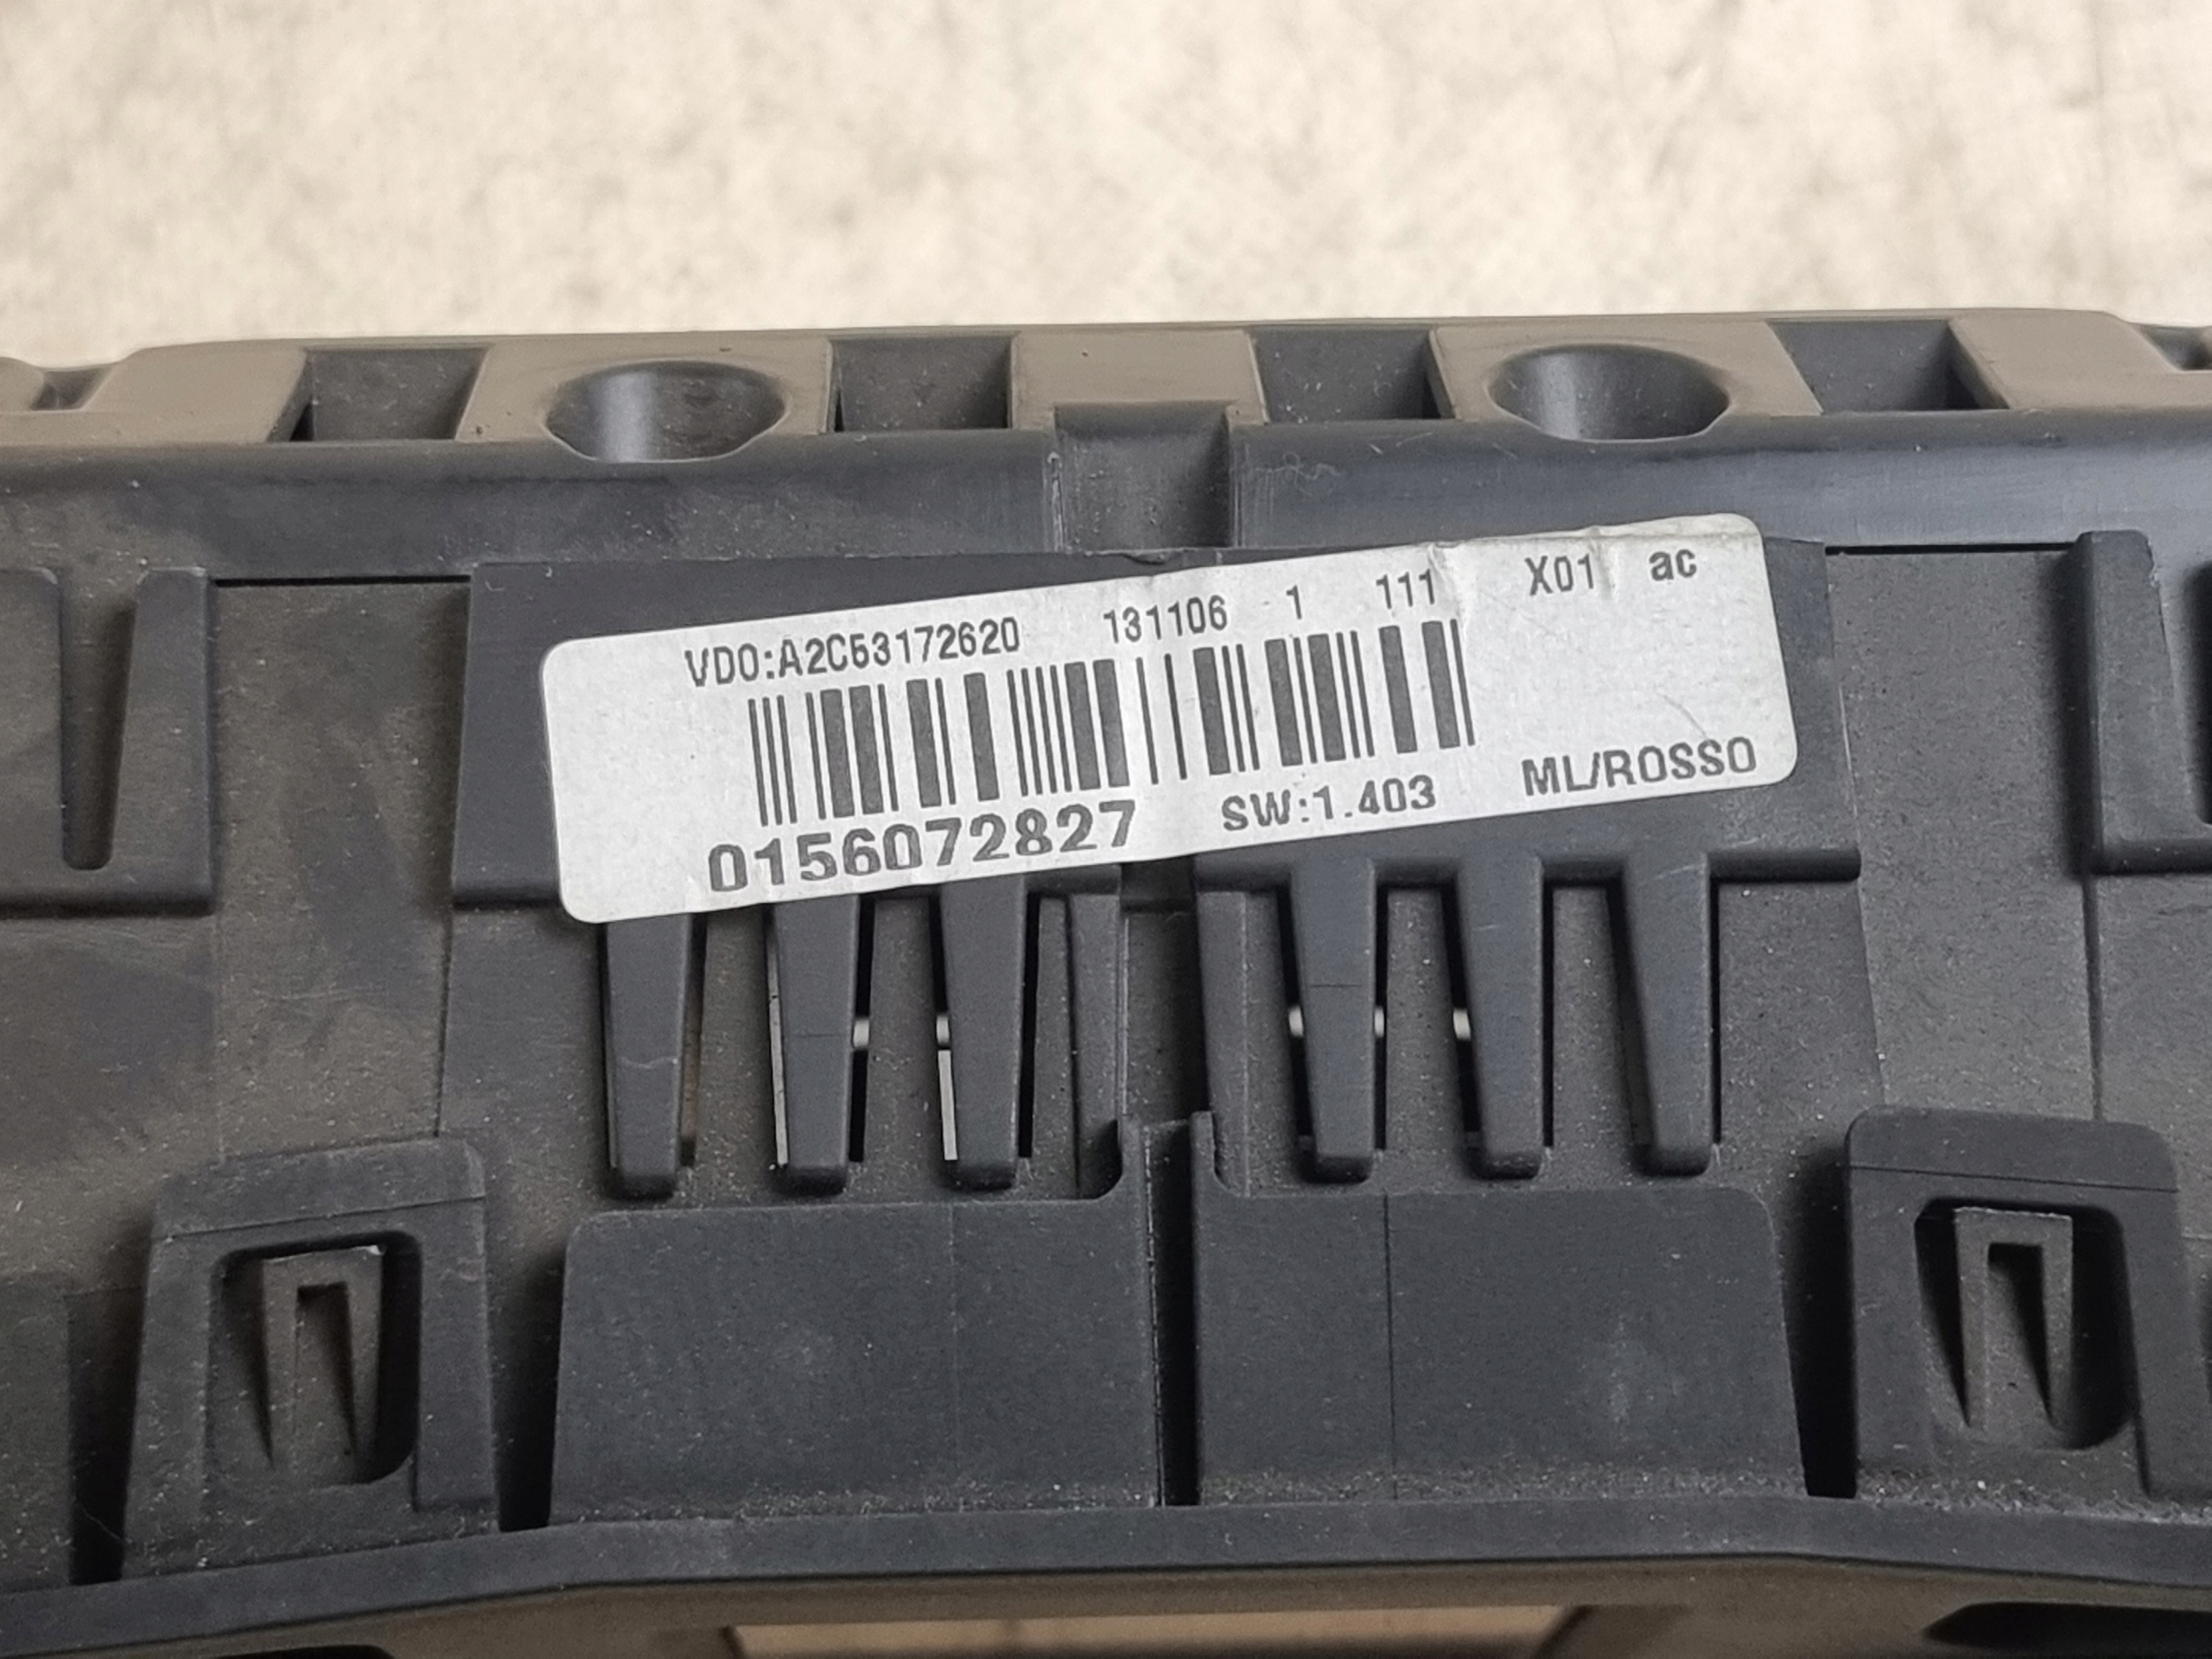 VDO:A2C53172620 131106 1 111 X01 ac
0156072827 SW:1.403 ML/ROSSO